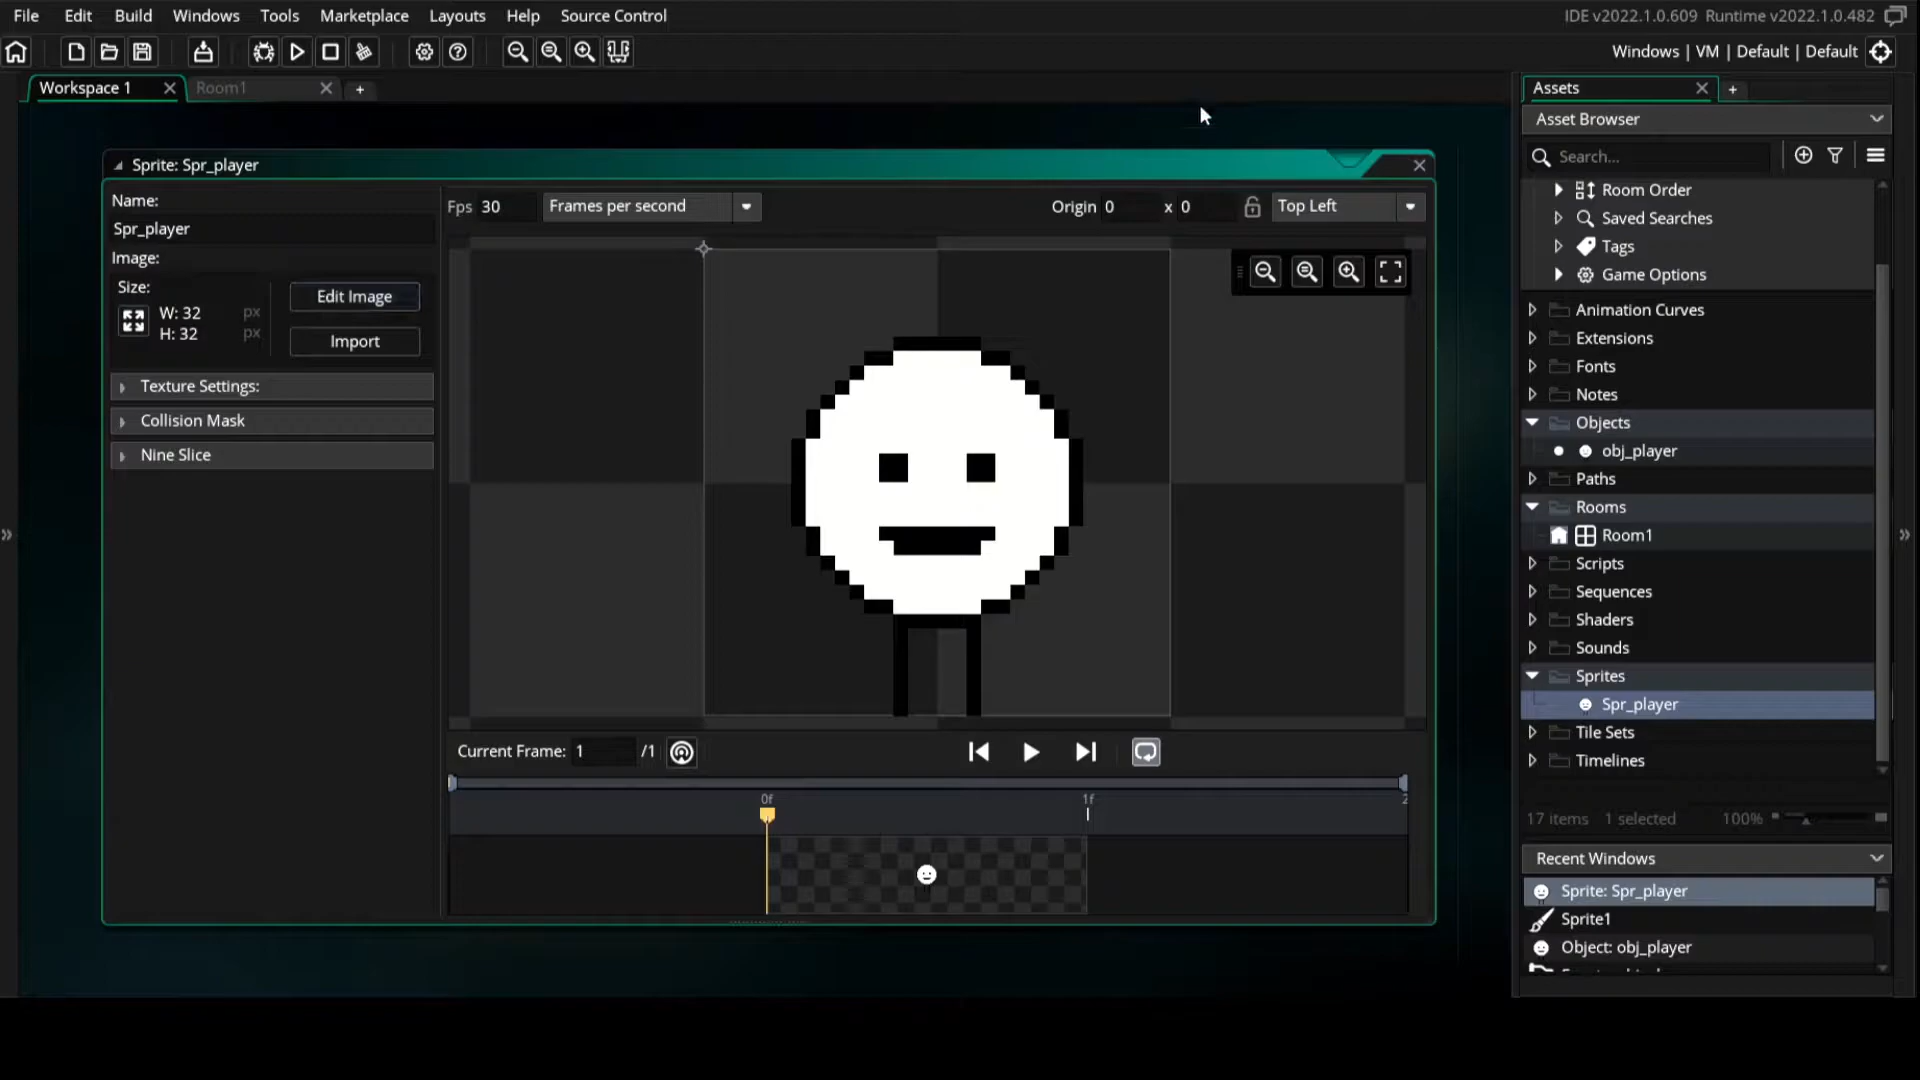 File Edit Build Windows Tools Marketplace Layouts Help Source Control
IDE v2022.1.0.609 Runtime v2022.1.0.482
Windows | VM | Default | Default
Workspace 1
Room1
Sprite: Spr_player
Name:
Spr_player
Image:
Size:
W: 32 px
H: 32 px
Edit Image
Import
Texture Settings:
Collision Mask
Nine Slice
Fps 30 Frames per second
Origin 0 x 0 Top Left
Current Frame: 1 /1
0f 1f 2
Assets
Asset Browser
Search...
Room Order
Saved Searches
Tags
Game Options
Animation Curves
Extensions
Fonts
Notes
Objects
obj_player
Paths
Rooms
Room1
Scripts
Sequences
Shaders
Sounds
Sprites
Spr_player
Tile Sets
Timelines
17 items 1 selected 100%
Recent Windows
Sprite: Spr_player
Sprite1
Object: obj_player